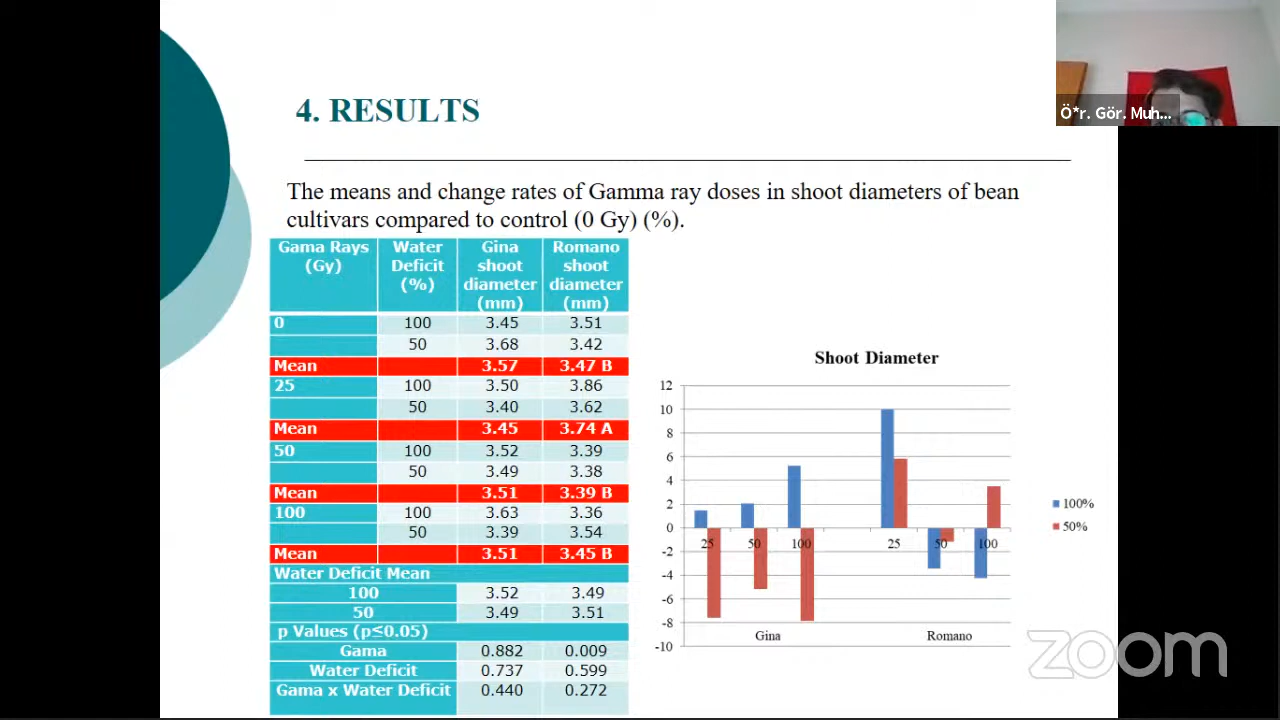 4. RESULTS
Ö*r. Gör. Muh...
The means and change rates of Gamma ray doses in shoot diameters of bean
cultivars compared to control (0 Gy) (%).
Gama Rays (Gy) Water Deficit (%) Gina shoot diameter (mm) Romano shoot diameter (mm)
0 100 3.45 3.51
50 3.68 3.42
Mean 3.57 3.47 B
25 100 3.50 3.86
50 3.40 3.62
Mean 3.45 3.74 A
50 100 3.52 3.39
50 3.49 3.38
Mean 3.51 3.39 B
100 100 3.63 3.36
50 3.39 3.54
Mean 3.51 3.45 B
Water Deficit Mean
100 3.52 3.49
50 3.49 3.51
p Values (p≤0.05)
Gama 0.882 0.009
Water Deficit 0.737 0.599
Gama x Water Deficit 0.440 0.272
Shoot Diameter
12
10
8
6
4
2
0
-2
-4
-6
-8
-10
25 50 100 25 50 100
Gina Romano
100%
50%
zoom